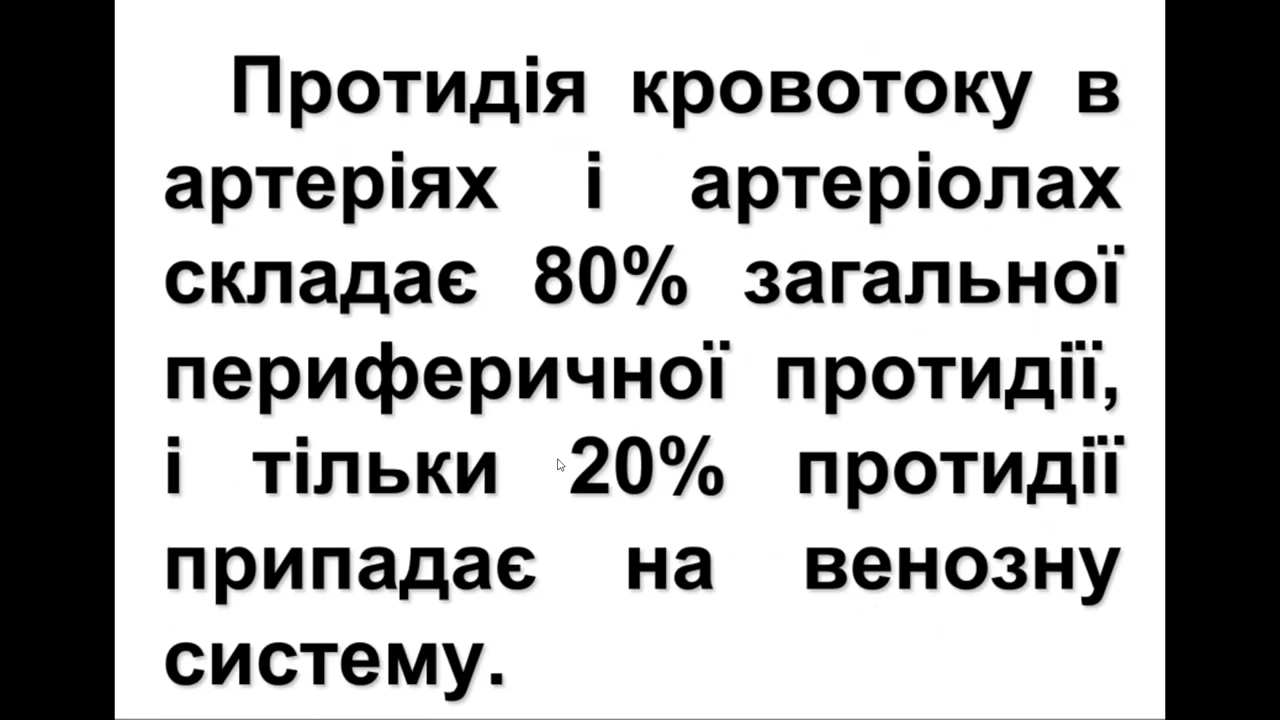 Протидія кровотоку в
артеріях і артеріолах
складає 80% загальної
периферичної протидії,
і тільки 20% протидії
припадає на венозну
систему.